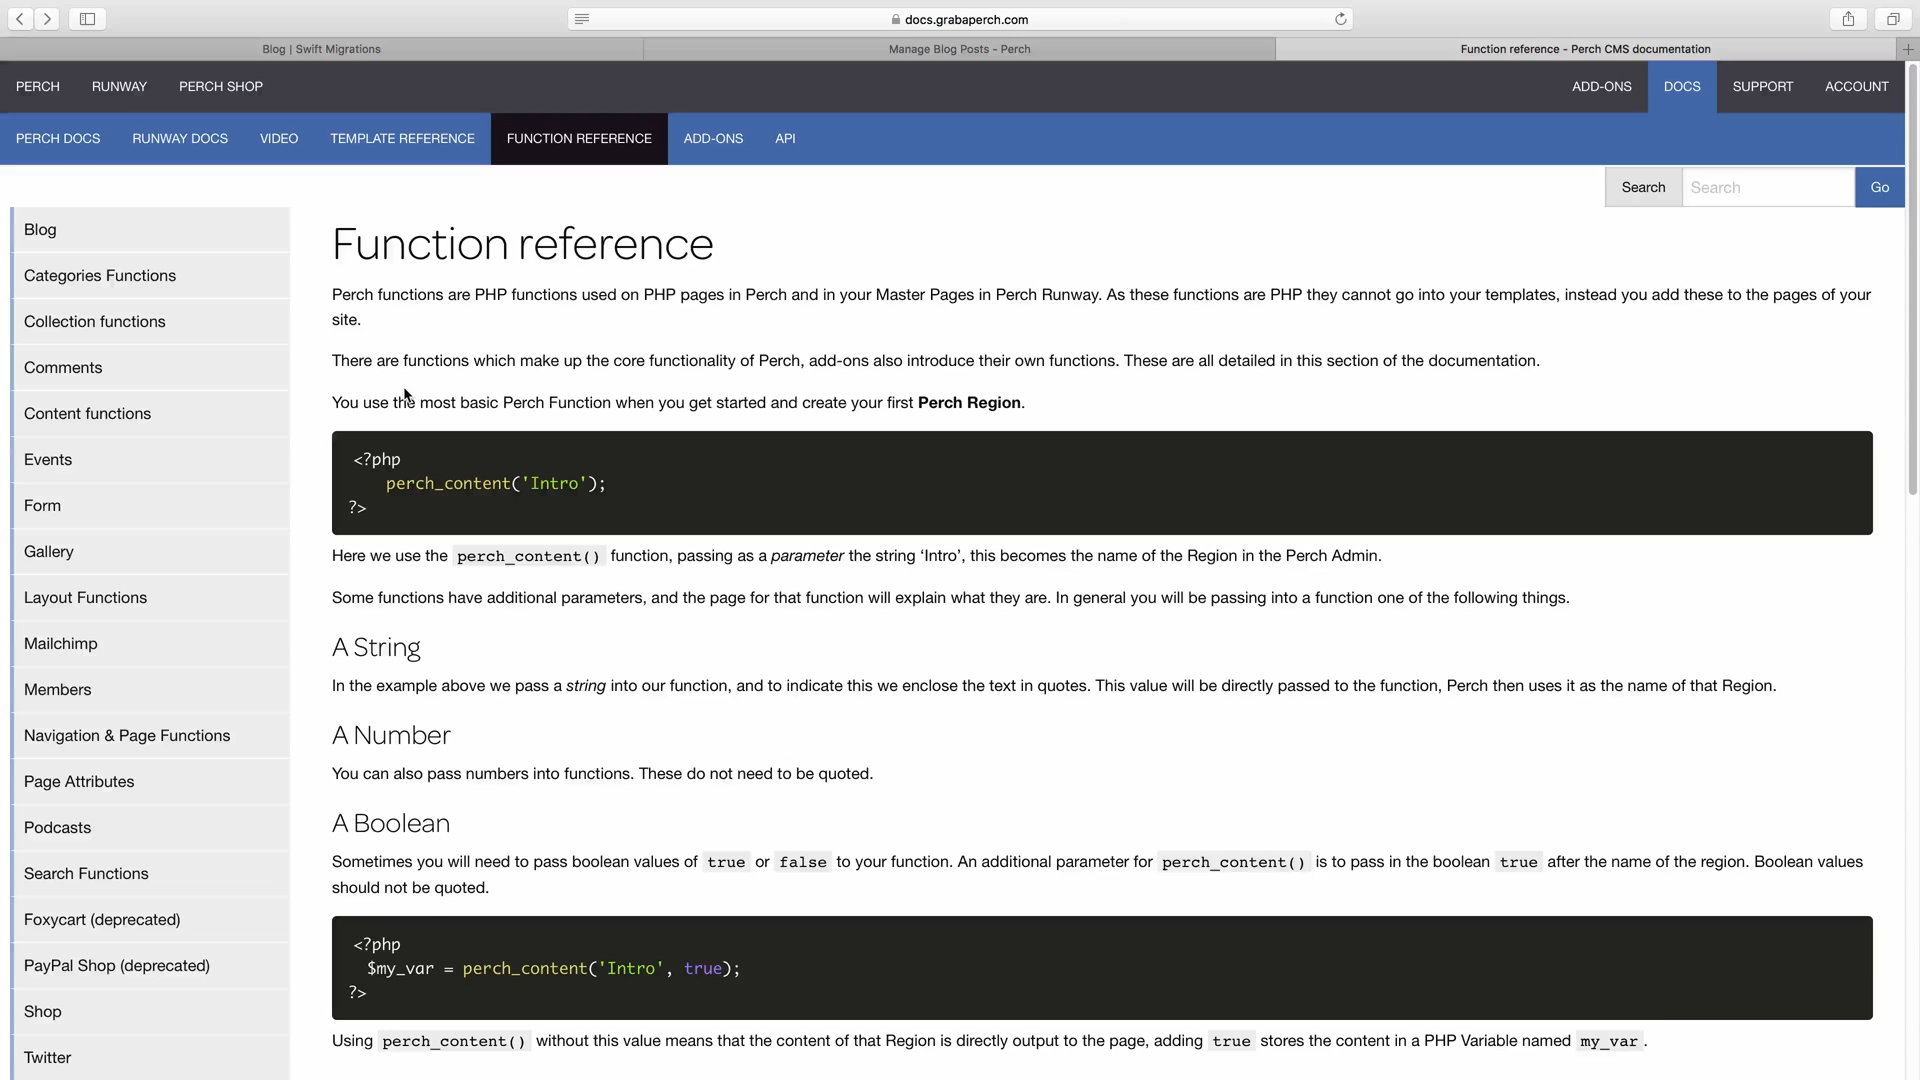 docs.grabaperch.com
Blog | Swift Migrations
Manage Blog Posts - Perch
Function reference - Perch CMS documentation
PERCH
RUNWAY
PERCH SHOP
ADD-ONS
DOCS
SUPPORT
ACCOUNT
PERCH DOCS
RUNWAY DOCS
VIDEO
TEMPLATE REFERENCE
FUNCTION REFERENCE
ADD-ONS
API
Search
Search
Go
Blog
Categories Functions
Collection functions
Comments
Content functions
Events
Form
Gallery
Layout Functions
Mailchimp
Members
Navigation & Page Functions
Page Attributes
Podcasts
Search Functions
Foxycart (deprecated)
PayPal Shop (deprecated)
Shop
Twitter
Function reference
Perch functions are PHP functions used on PHP pages in Perch and in your Master Pages in Perch Runway. As these functions are PHP they cannot go into your templates, instead you add these to the pages of your
site.
There are functions which make up the core functionality of Perch, add-ons also introduce their own functions. These are all detailed in this section of the documentation.
You use the most basic Perch Function when you get started and create your first Perch Region.
<?php
perch_content('Intro');
?>
Here we use the perch_content() function, passing as a parameter the string ‘Intro’, this becomes the name of the Region in the Perch Admin.
Some functions have additional parameters, and the page for that function will explain what they are. In general you will be passing into a function one of the following things.
A String
In the example above we pass a string into our function, and to indicate this we enclose the text in quotes. This value will be directly passed to the function, Perch then uses it as the name of that Region.
A Number
You can also pass numbers into functions. These do not need to be quoted.
A Boolean
Sometimes you will need to pass boolean values of true or false to your function. An additional parameter for perch_content() is to pass in the boolean true after the name of the region. Boolean values
should not be quoted.
<?php
$my_var = perch_content('Intro', true);
?>
Using perch_content() without this value means that the content of that Region is directly output to the page, adding true stores the content in a PHP Variable named my_var.